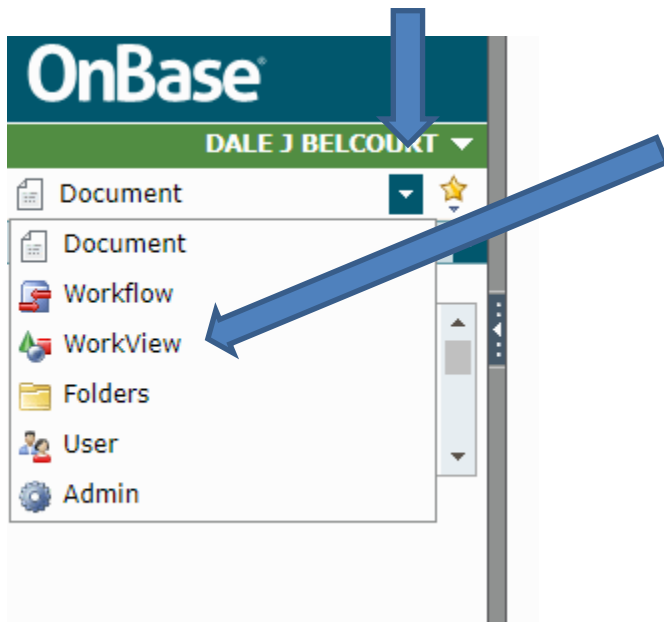 OnBase®
DALE J BELCOURT
Document
Document
Workflow
WorkView
Folders
User
Admin